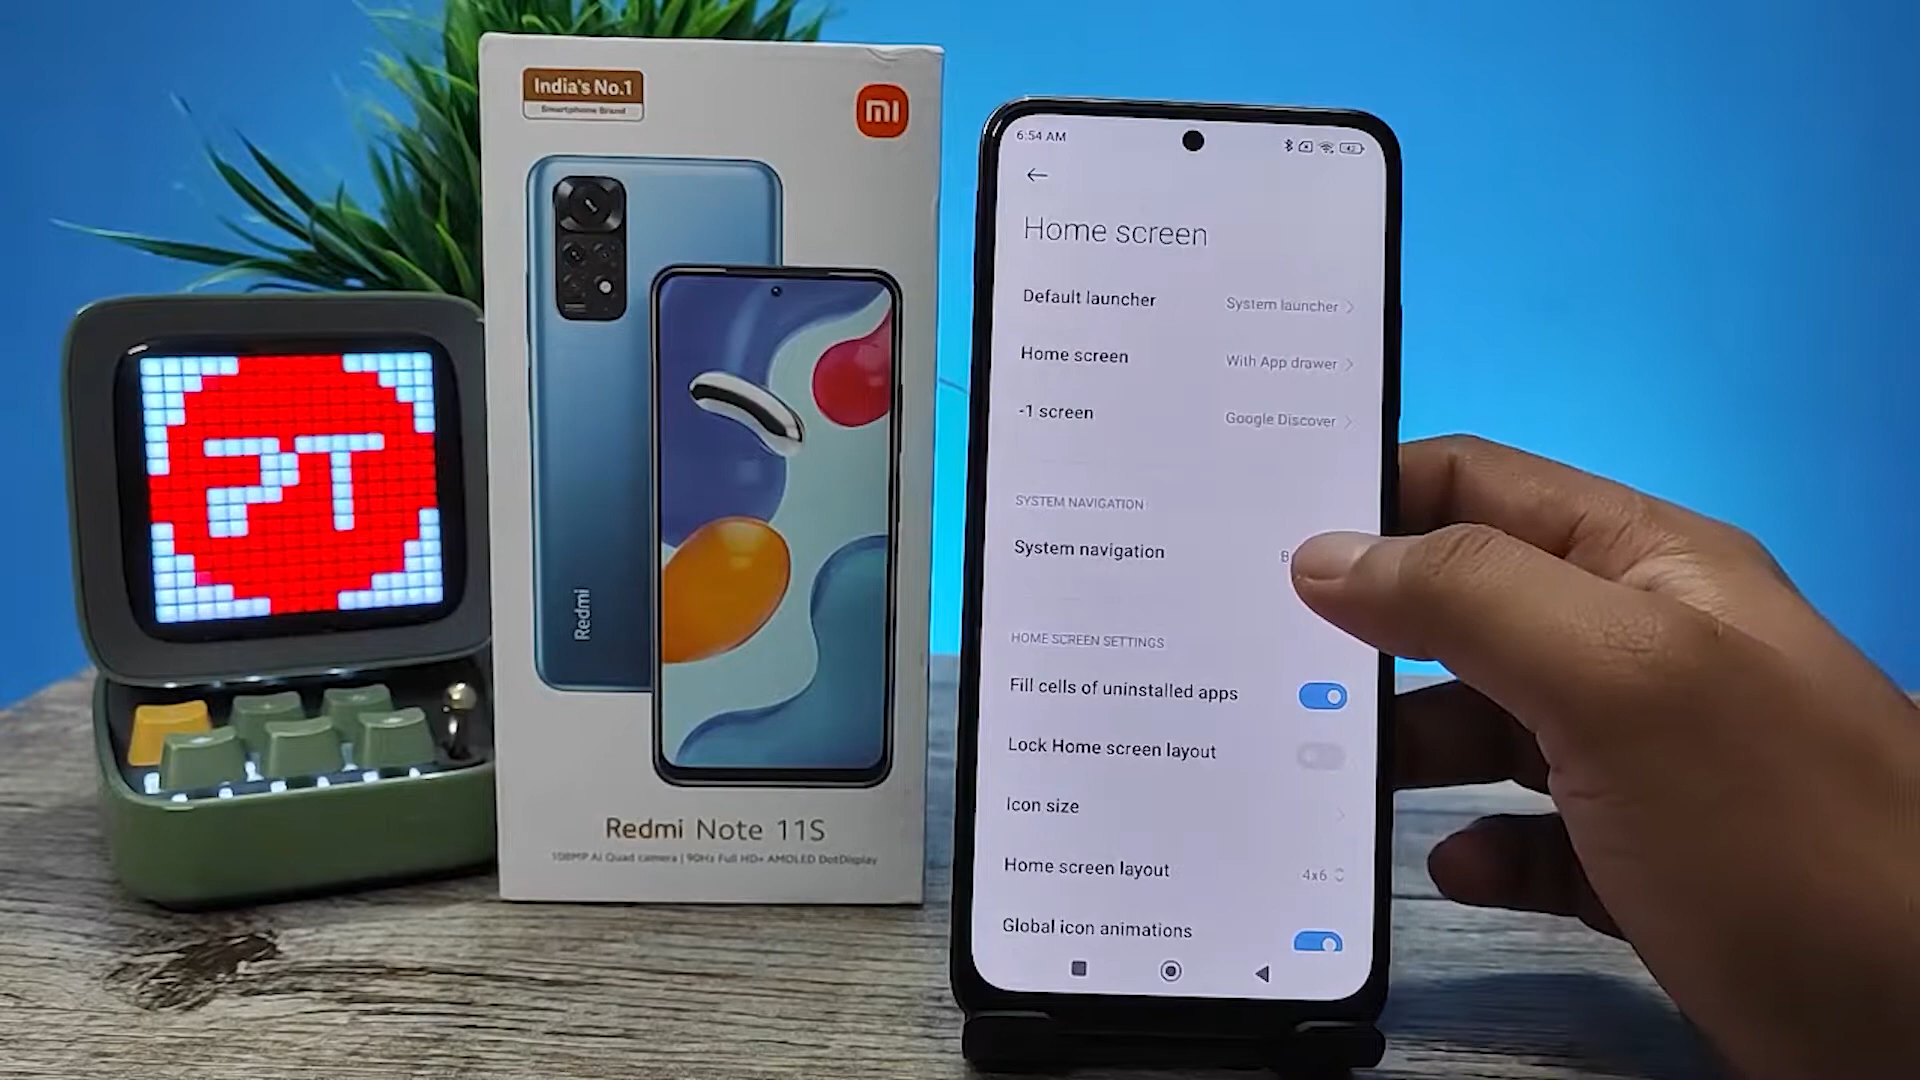 PT
India's No.1
Smartphone Brand
mi
Redmi
Redmi Note 11S
108MP AI Quad camera | 90Hz Full HD+ AMOLED DotDisplay
6:54 AM
42
Home screen
Default launcher System launcher
Home screen With App drawer
-1 screen Google Discover
SYSTEM NAVIGATION
System navigation B
HOME SCREEN SETTINGS
Fill cells of uninstalled apps
Lock Home screen layout
Icon size
Home screen layout 4x6
Global icon animations